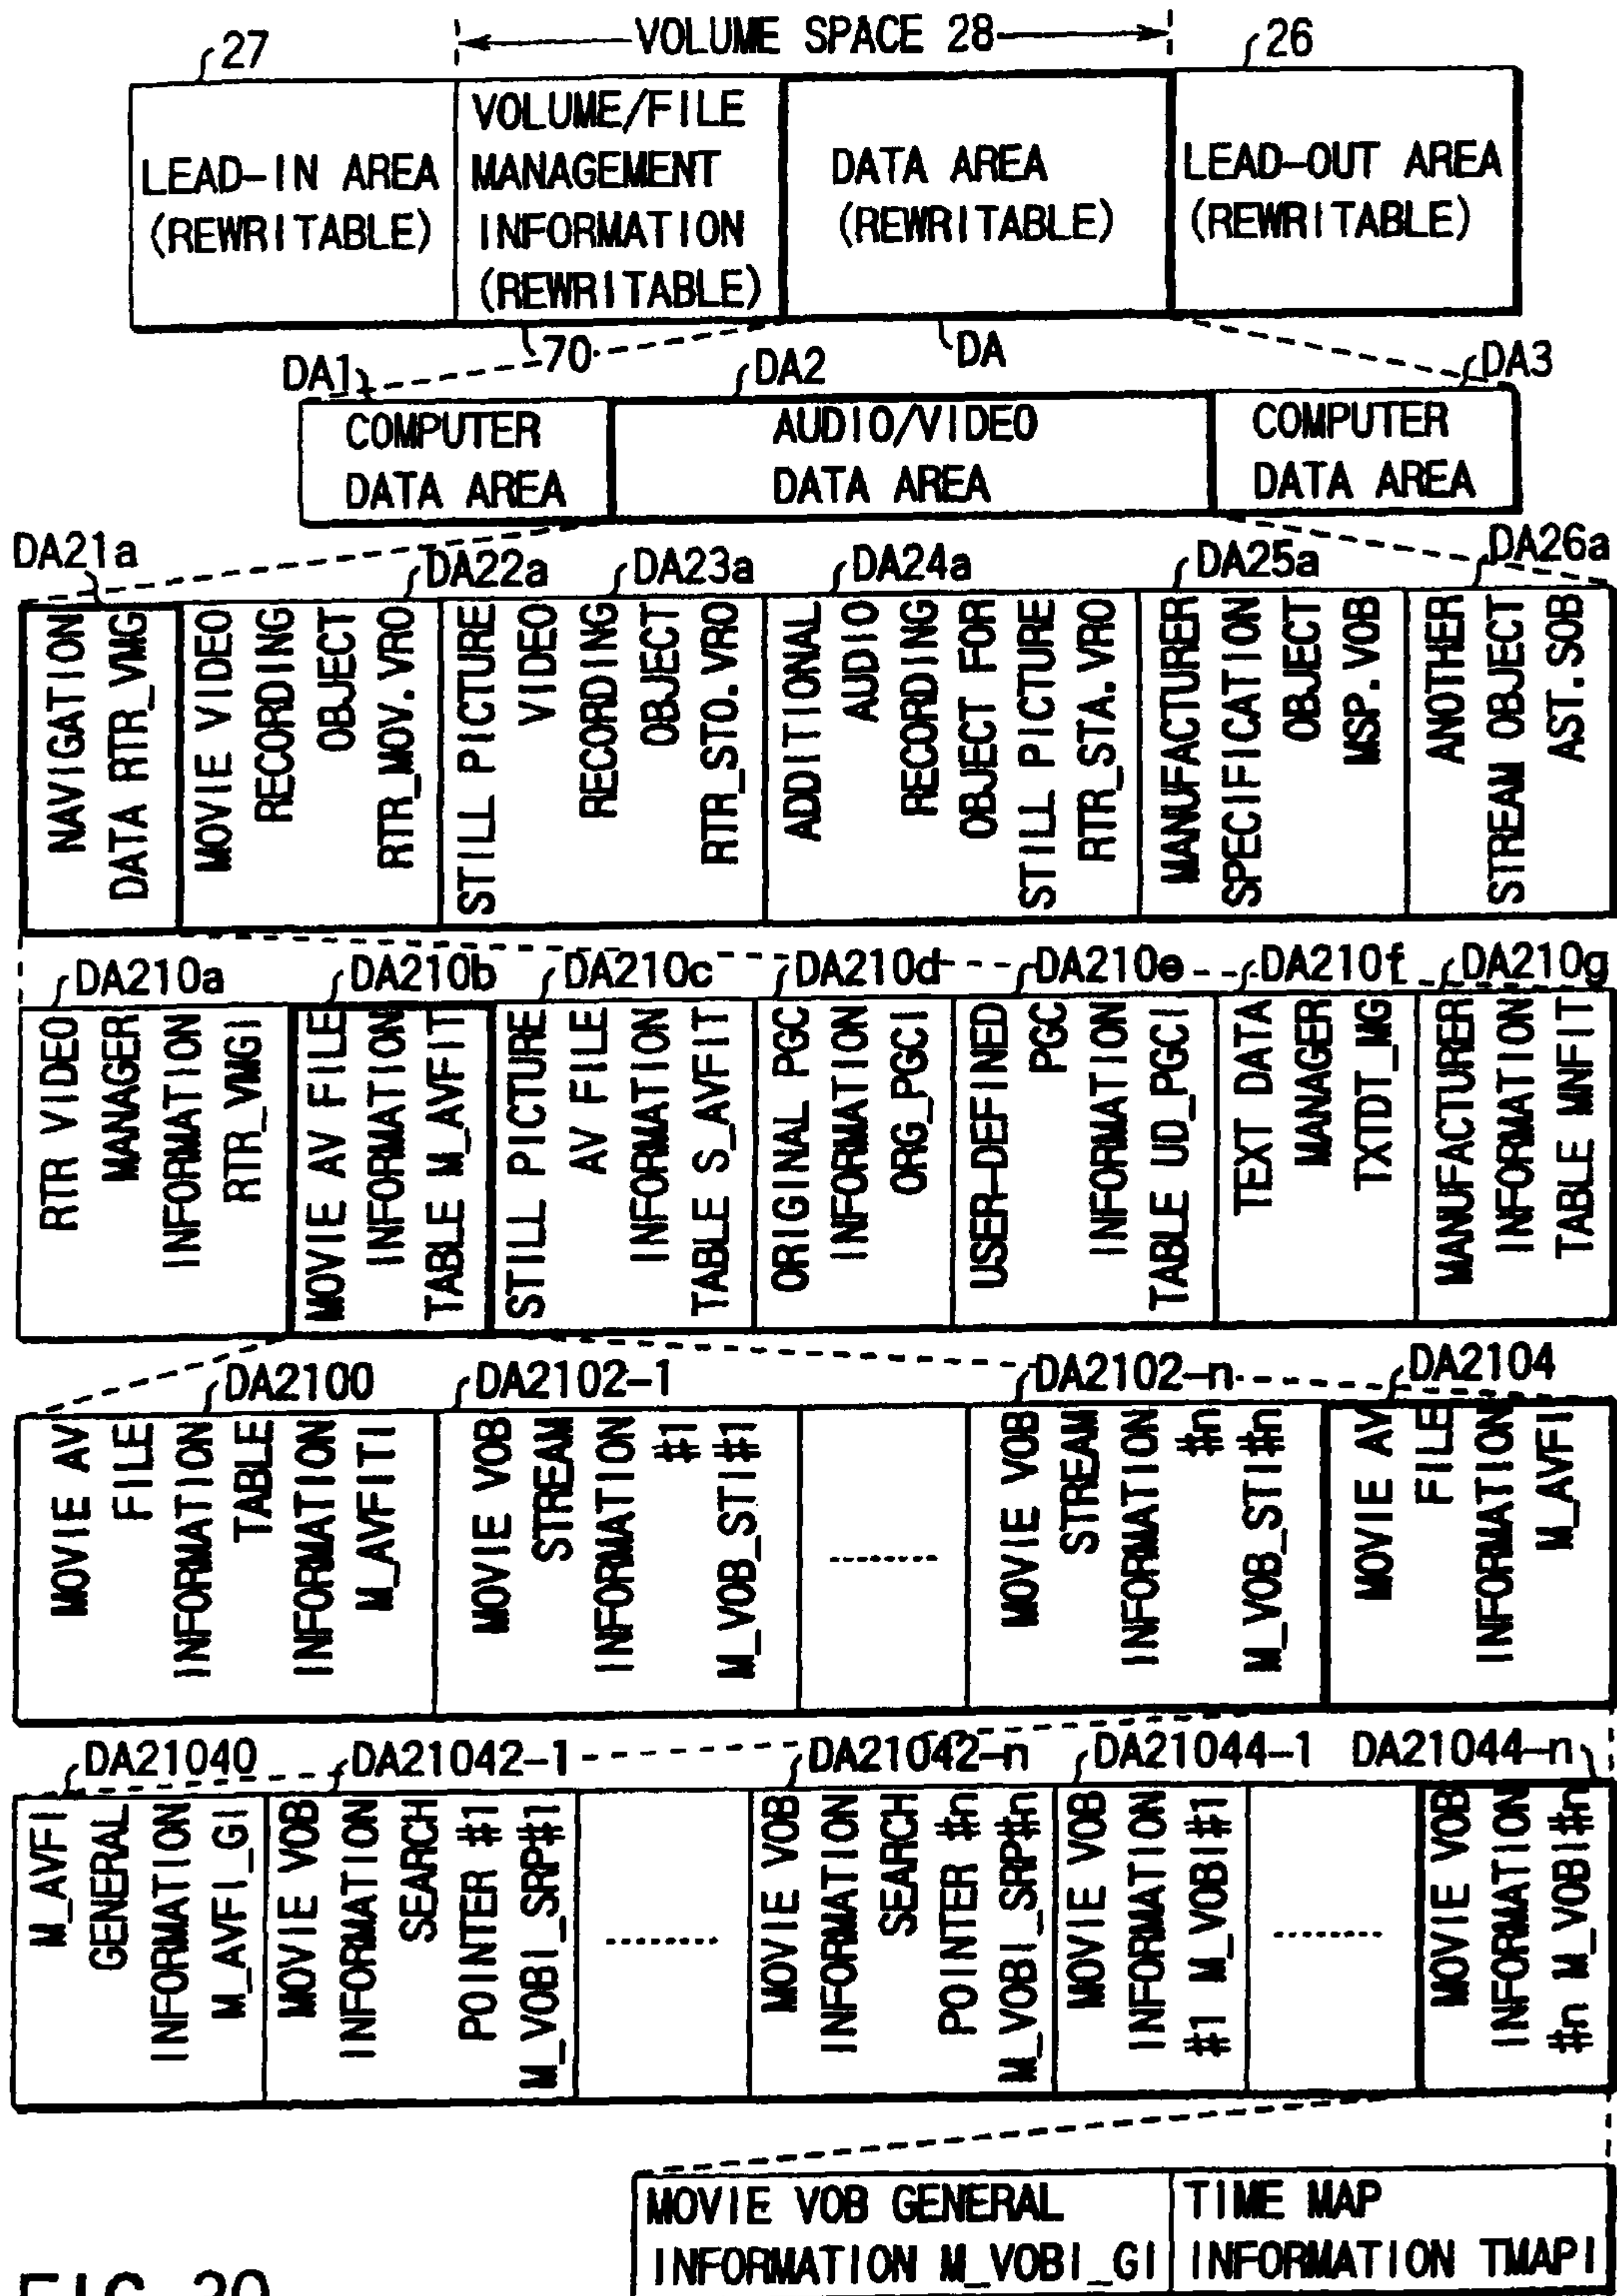 27
VOLUME SPACE 28
26
LEAD-IN AREA
(REWRITABLE)
VOLUME/FILE
MANAGEMENT
INFORMATION
(REWRITABLE)
DATA AREA
(REWRITABLE)
LEAD-OUT AREA
(REWRITABLE)
70
DA
DA1
DA2
DA3
COMPUTER
DATA AREA
AUDIO/VIDEO
DATA AREA
COMPUTER
DATA AREA
DA21a
DA22a
DA23a
DA24a
DA25a
DA26a
NAVIGATION
DATA RTR_VMG
MOVIE VIDEO
RECORDING
OBJECT
RTR_MOV.VRO
STILL PICTURE
VIDEO
RECORDING
OBJECT
RTR_STO.VRO
ADDITIONAL
AUDIO
RECORDING
OBJECT FOR
STILL PICTURE
RTR_STA.VRO
MANUFACTURER
SPECIFICATION
OBJECT
MSP.VOB
ANOTHER
STREAM OBJECT
AST.SOB
DA210a
DA210b
DA210c
DA210d
DA210e
DA210f
DA210g
RTR VIDEO
MANAGER
INFORMATION
RTR_VMGI
MOVIE AV FILE
INFORMATION
TABLE M_AVFIT
STILL PICTURE
AV FILE
INFORMATION
TABLE S_AVFIT
ORIGINAL PGC
INFORMATION
ORG_PGCI
USER-DEFINED
PGC
INFORMATION
TABLE UD_PGCI
TEXT DATA
MANAGER
TXTDT_MG
MANUFACTURER
INFORMATION
TABLE MNFIT
DA2100
DA2102-1
DA2102-n
DA2104
MOVIE AV
FILE
INFORMATION
TABLE
INFORMATION
M_AVFITI
MOVIE VOB
STREAM
INFORMATION
#1
M_VOB_STI#1
MOVIE VOB
STREAM
INFORMATION
#n
M_VOB_STI#n
MOVIE AV
FILE
INFORMATION
M_AVFI
DA21040
DA21042-1
DA21042-n
DA21044-1
DA21044-n
M_AVFI
GENERAL
INFORMATION
M_AVFI_GI
MOVIE VOB
INFORMATION
SEARCH
POINTER #1
M_VOBI_SRP#1
MOVIE VOB
INFORMATION
SEARCH
POINTER #n
M_VOBI_SRP#n
MOVIE VOB
INFORMATION
#1 M_VOBI#1
MOVIE VOB
INFORMATION
#n M_VOBI#n
MOVIE VOB GENERAL
INFORMATION M_VOBI_GI
TIME MAP
INFORMATION TMAPI